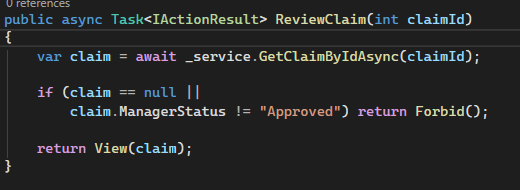 0 references
public async Task<IActionResult> ReviewClaim(int claimId)
{
    var claim = await _service.GetClaimByIdAsync(claimId);
    if (claim == null ||
        claim.ManagerStatus != "Approved") return Forbid();
    return View(claim);
}